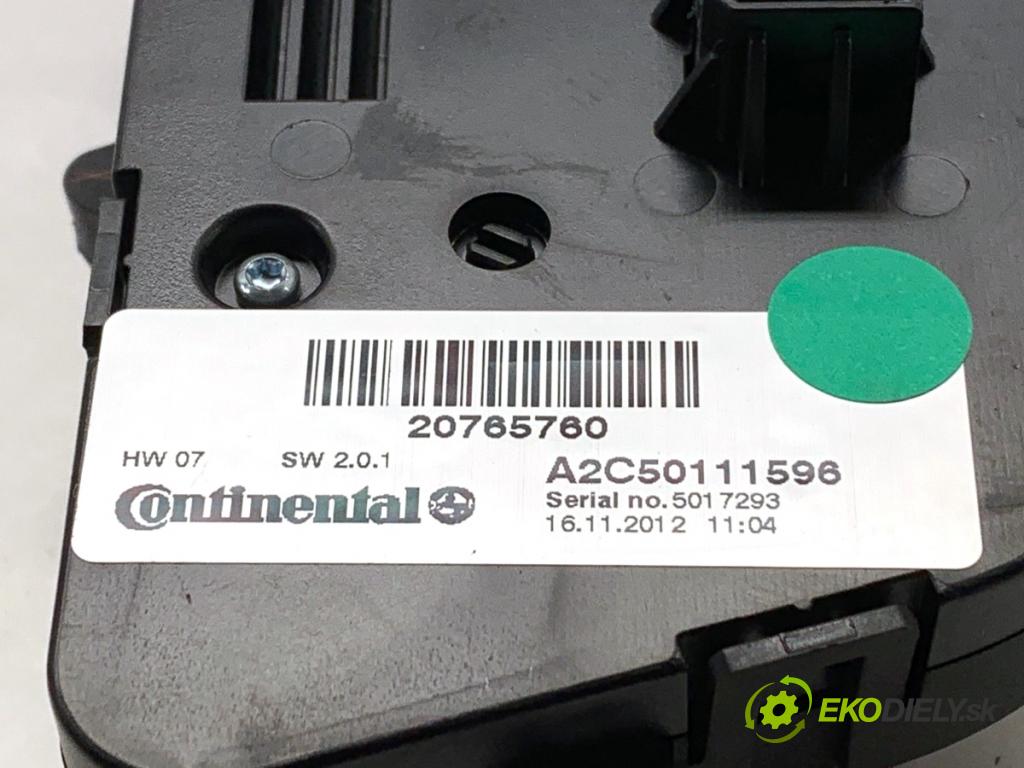 20765760
HW 07 SW 2.0.1 A2C50111596
Continental Serial no.5017293
16.11.2012 11:04
EKODIELY.sk